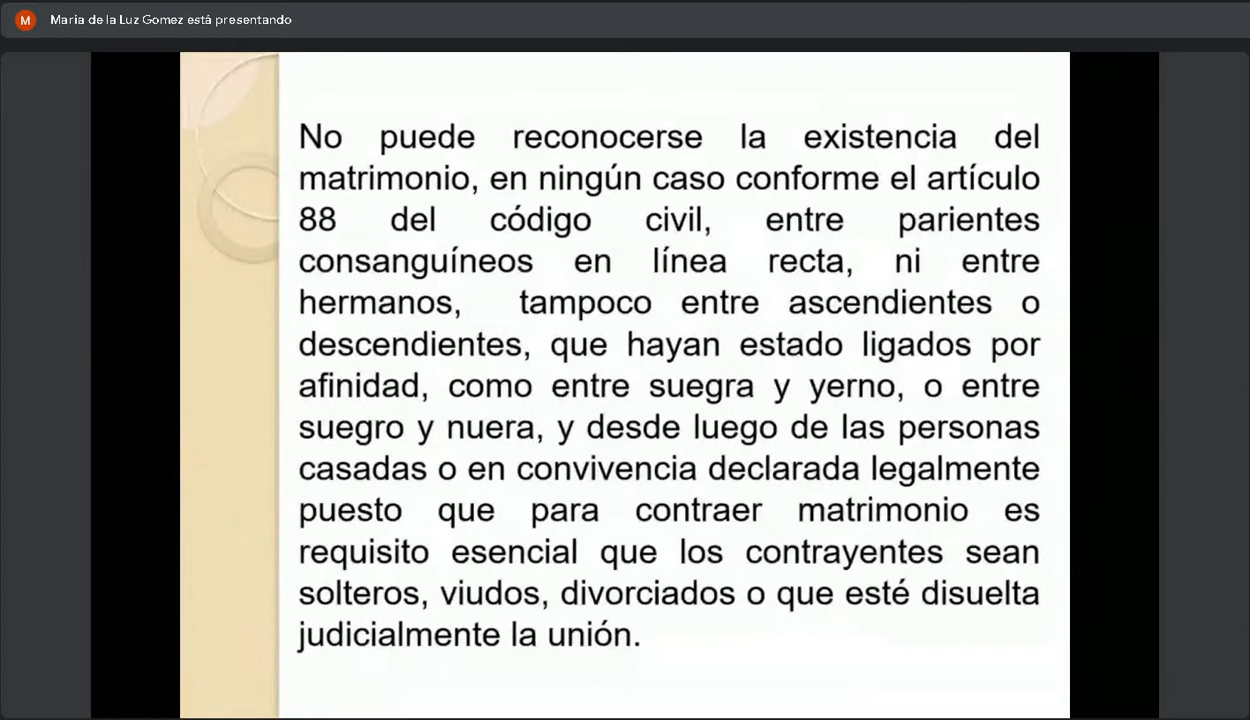 M
Maria de la Luz Gomez está presentando
No puede reconocerse la existencia del
matrimonio, en ningún caso conforme el artículo
88 del código civil, entre parientes
consanguíneos en línea recta, ni entre
hermanos, tampoco entre ascendientes o
descendientes, que hayan estado ligados por
afinidad, como entre suegra y yerno, o entre
suegro y nuera, y desde luego de las personas
casadas o en convivencia declarada legalmente
puesto que para contraer matrimonio es
requisito esencial que los contrayentes sean
solteros, viudos, divorciados o que esté disuelta
judicialmente la unión.